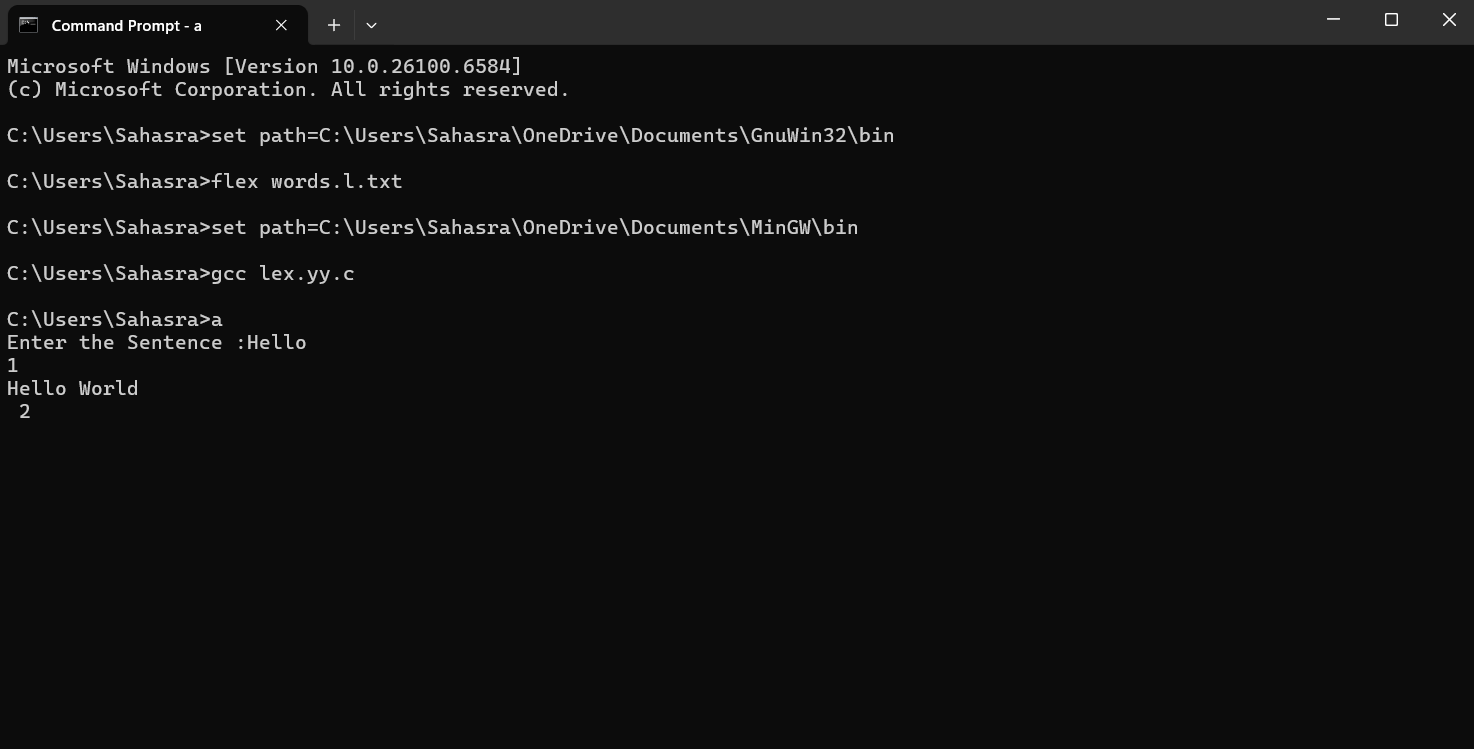 Command Prompt - a
Microsoft Windows [Version 10.0.26100.6584]
(c) Microsoft Corporation. All rights reserved.
C:\Users\Sahasra>set path=C:\Users\Sahasra\OneDrive\Documents\GnuWin32\bin
C:\Users\Sahasra>flex words.l.txt
C:\Users\Sahasra>set path=C:\Users\Sahasra\OneDrive\Documents\MinGW\bin
C:\Users\Sahasra>gcc lex.yy.c
C:\Users\Sahasra>a
Enter the Sentence :Hello
1
Hello World
 2